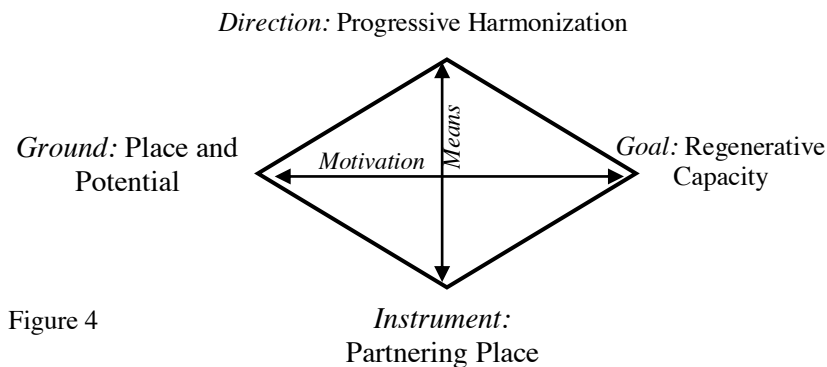 Direction: Progressive Harmonization
Means
Ground: Place and
Potential
Motivation
Goal: Regenerative
Capacity
Figure 4
Instrument:
Partnering Place